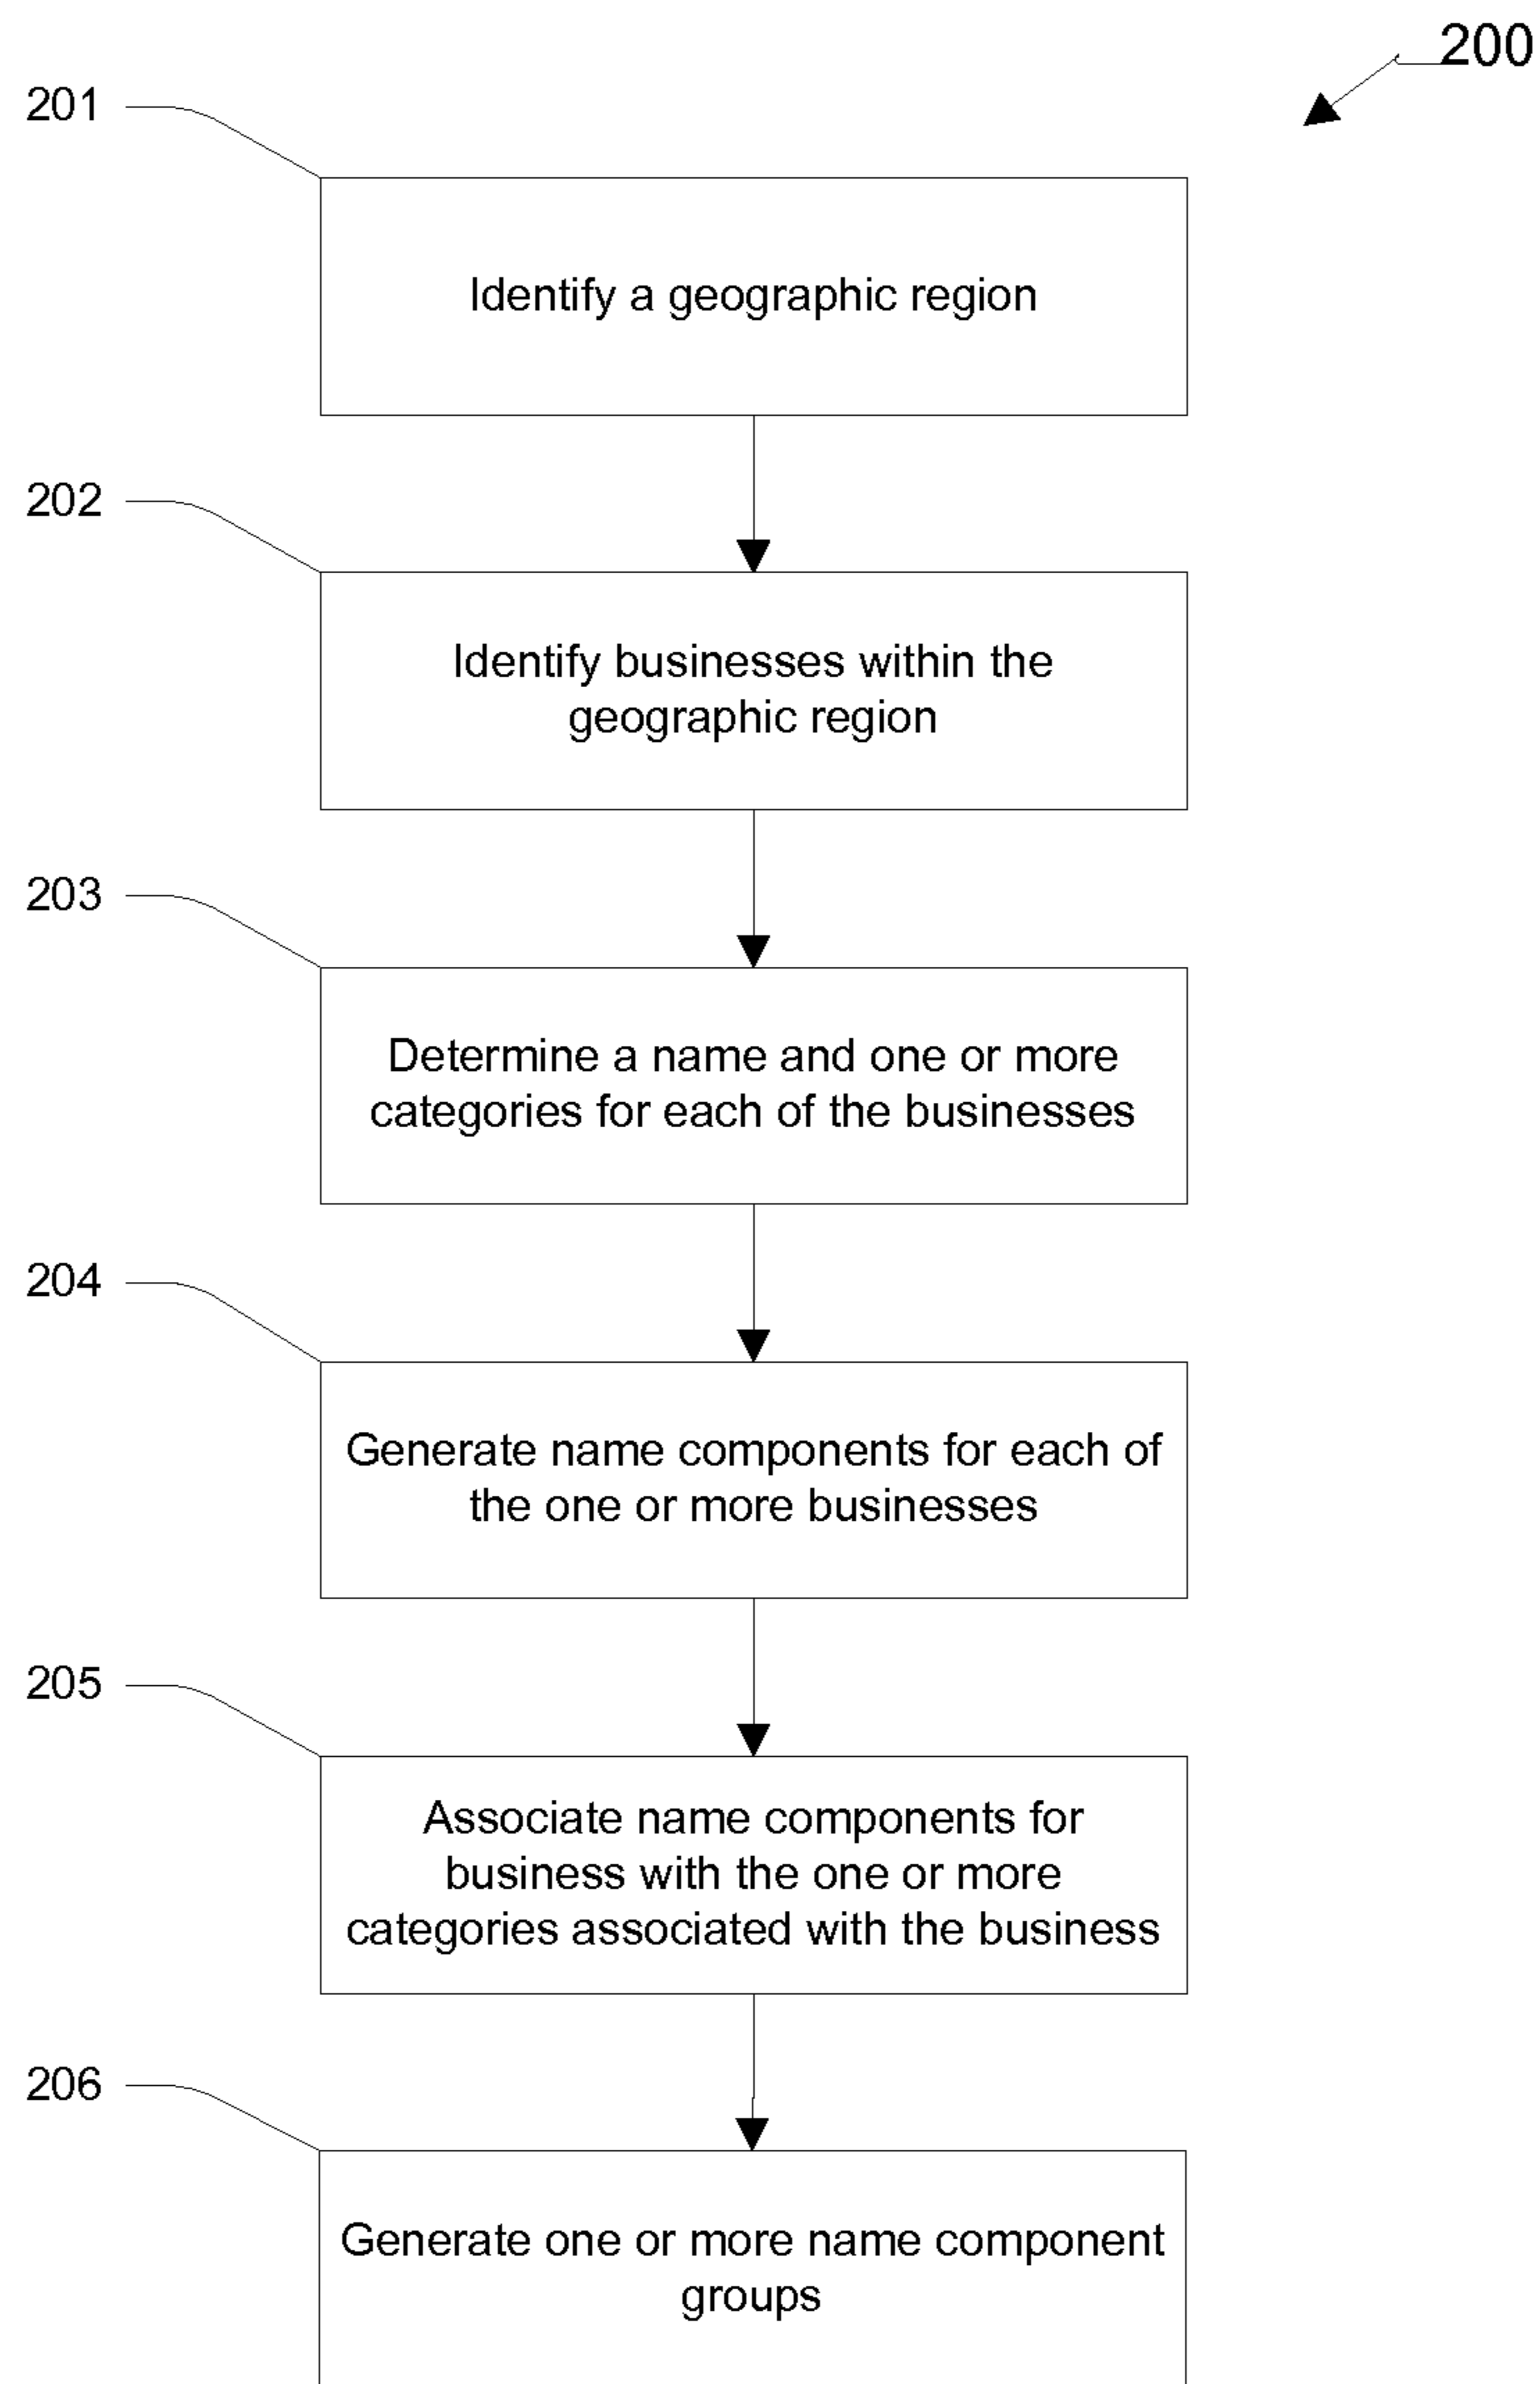 200
201
Identify a geographic region
202
Identify businesses within the
geographic region
203
Determine a name and one or more
categories for each of the businesses
204
Generate name components for each of
the one or more businesses
205
Associate name components for
business with the one or more
categories associated with the business
206
Generate one or more name component
groups